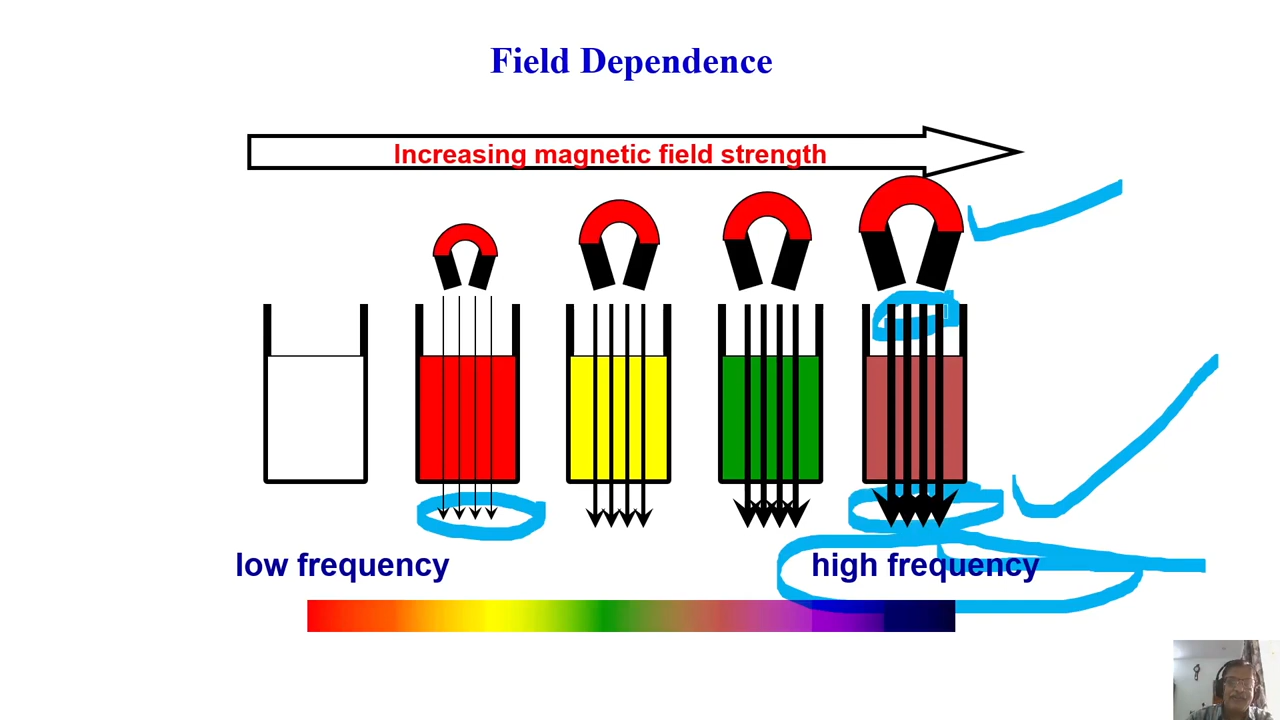 Field Dependence
Increasing magnetic field strength
low frequency high frequency